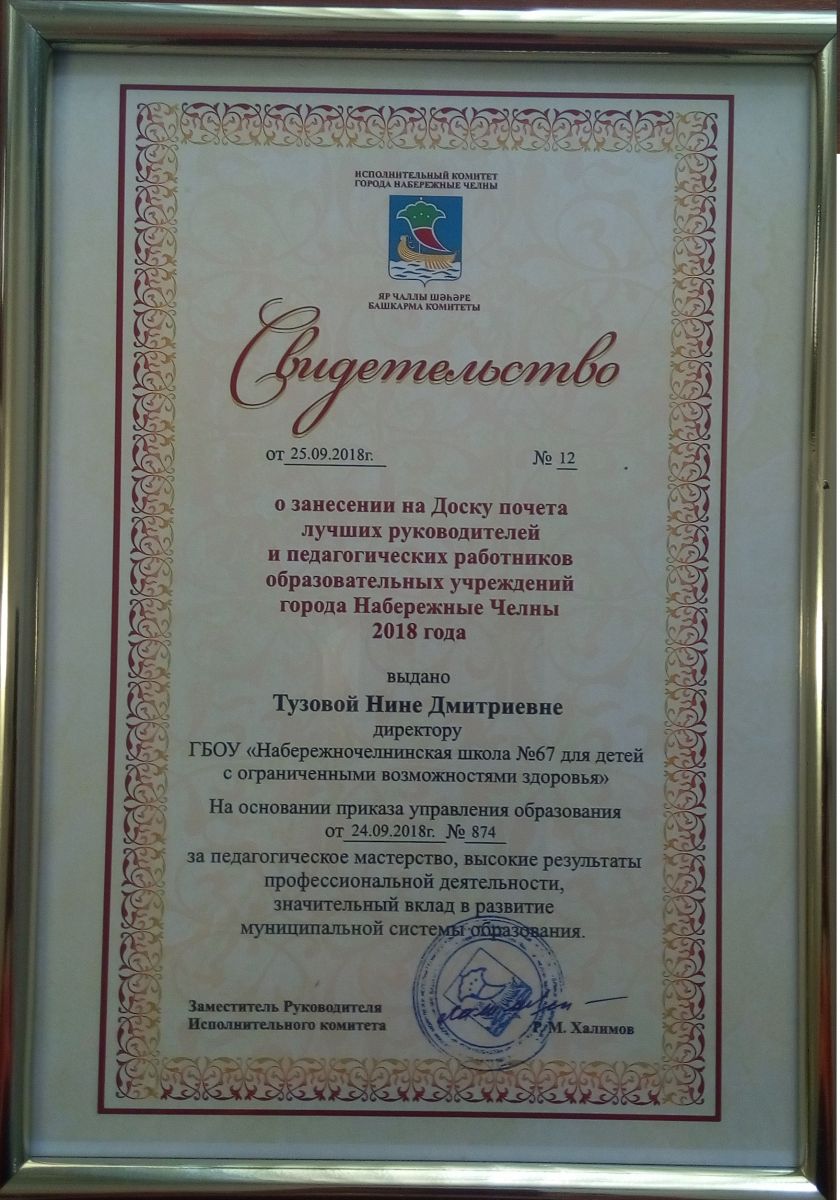 ИСПОЛНИТЕЛЬНЫЙ КОМИТЕТ
ГОРОДА НАБЕРЕЖНЫЕ ЧЕЛНЫ
ЯР ЧАЛЛЫ ШӘҺӘРЕ
БАШКАРМА КОМИТЕТЫ
Свидетельство
от 25.09.2018г. № 12
о занесении на Доску почета
лучших руководителей
и педагогических работников
образовательных учреждений
города Набережные Челны
2018 года
выдано
Тузовой Нине Дмитриевне
директору
ГБОУ «Набережночелнинская школа №67 для детей
с ограниченными возможностями здоровья»
На основании приказа управления образования
от 24.09.2018г. № 874
за педагогическое мастерство, высокие результаты
профессиональной деятельности,
значительный вклад в развитие
муниципальной системы образования.
Заместитель Руководителя
Исполнительного комитета Р. М. Халимов